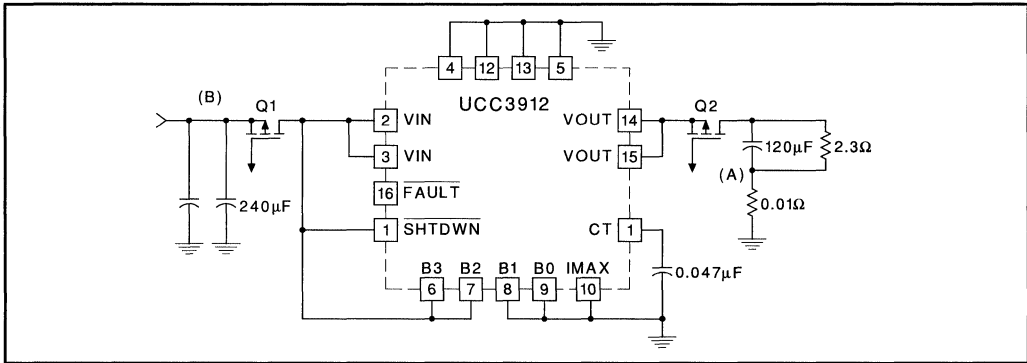 4 12 13 5
UCC3912
(B) Q1
2 VIN
3 VIN
16 FAULT
1 SHTDWN
240µF
VOUT 14
VOUT 15
CT 1
Q2
120µF 2.3Ω
(A)
0.01Ω
0.047µF
B3 B2 B1 B0 IMAX
6 7 8 9 10